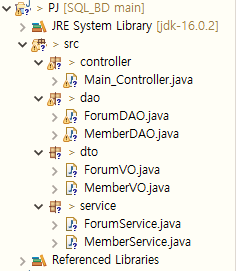 > PJ [SQL_BD main]
JRE System Library [jdk-16.0.2]
> src
> controller
> Main_Controller.java
> dao
> ForumDAO.java
> MemberDAO.java
> dto
> ForumVO.java
> MemberVO.java
> service
> ForumService.java
> MemberService.java
Referenced Libraries